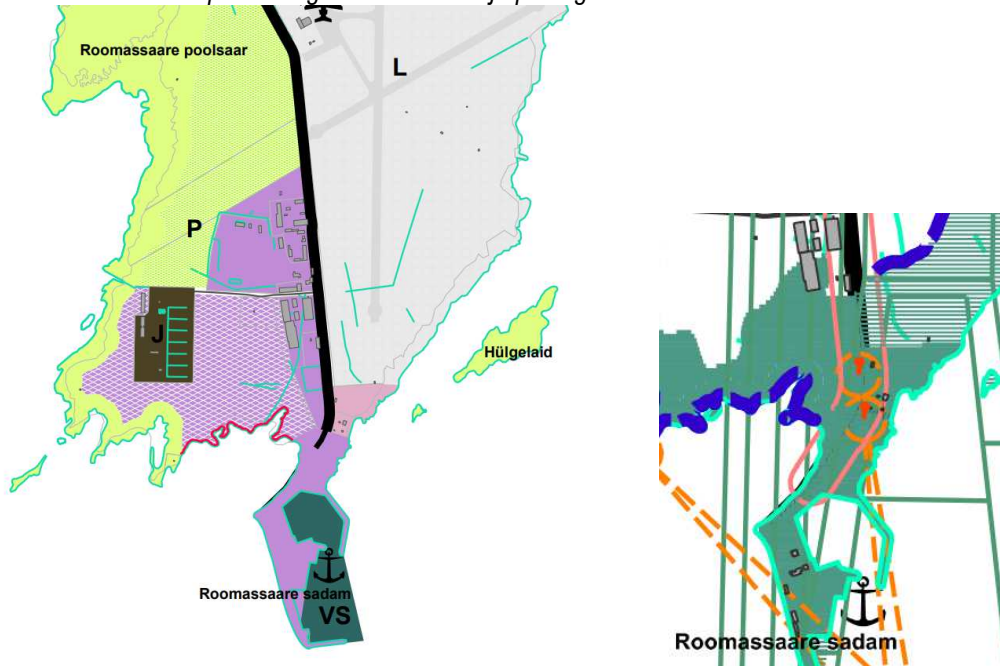 Roomassaare poolsaar
L
P
J
Hülgelaid
Roomassaare sadam
VS
Roomassaare sadam